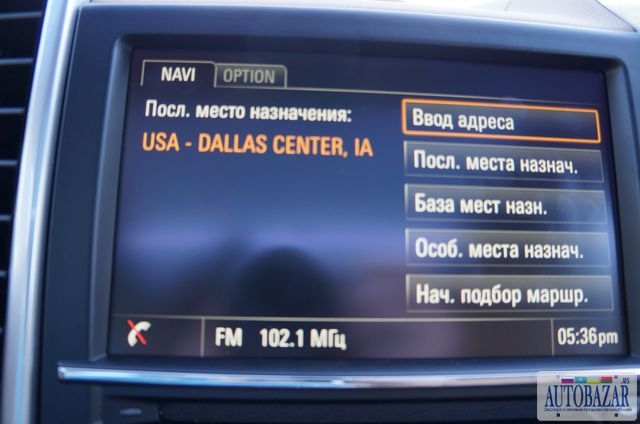 NAVI
OPTION
Посл. место назначения:
USA - DALLAS CENTER, IA
Ввод адреса
Посл. места назнач.
База мест назн.
Особ. места назнач.
Нач. подбор маршр.
FM 102.1 МГц
05:36pm
.us
AUTOBAZAR